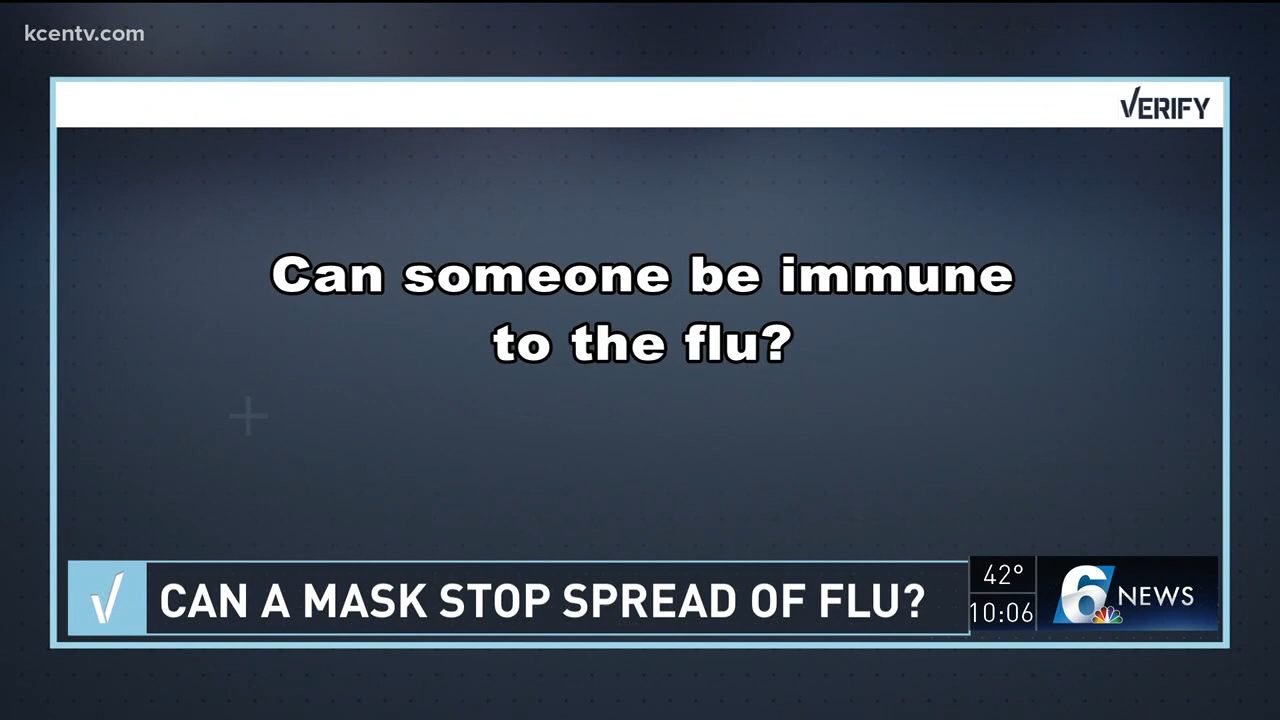 kcentv.com
VERIFY
Can someone be immune
to the flu?
CAN A MASK STOP SPREAD OF FLU?
42°
10:06
6 NEWS